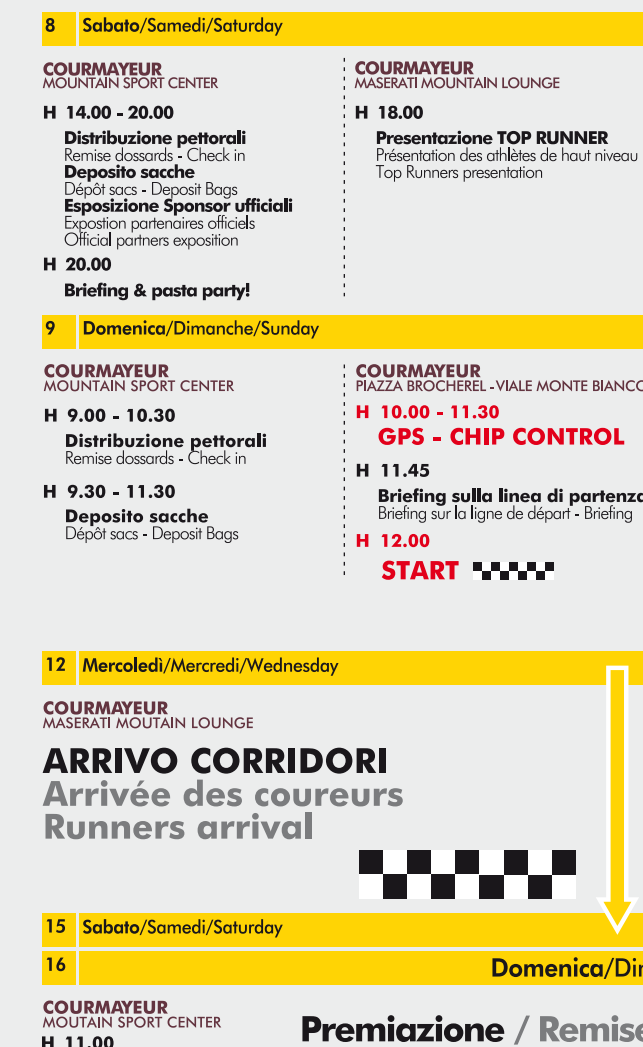 8 Sabato/Samedi/Saturday
COURMAYEUR
MOUNTAIN SPORT CENTER
H 14.00 - 20.00
Distribuzione pettorali
Remise dossards - Check in
Deposito sacche
Dépôt sacs - Deposit Bags
Esposizione Sponsor ufficiali
Expostion partenaires officiels
Official partners exposition
H 20.00
Briefing & pasta party!
COURMAYEUR
MASERATI MOUNTAIN LOUNGE
H 18.00
Presentazione TOP RUNNER
Présentation des athlètes de haut niveau
Top Runners presentation
9 Domenica/Dimanche/Sunday
COURMAYEUR
MOUNTAIN SPORT CENTER
H 9.00 - 10.30
Distribuzione pettorali
Remise dossards - Check in
H 9.30 - 11.30
Deposito sacche
Dépôt sacs - Deposit Bags
COURMAYEUR
PIAZZA BROCHEREL - VIALE MONTE BIANCO
H 10.00 - 11.30
GPS - CHIP CONTROL
H 11.45
Briefing sulla linea di partenza
Briefing sur la ligne de départ - Briefing
H 12.00
START
12 Mercoledì/Mercredi/Wednesday
COURMAYEUR
MASERATI MOUTAIN LOUNGE
ARRIVO CORRIDORI
Arrivée des coureurs
Runners arrival
15 Sabato/Samedi/Saturday
16 Domenica/Di
COURMAYEUR
MOUTAIN SPORT CENTER
H 11.00
Premiazione / Remise